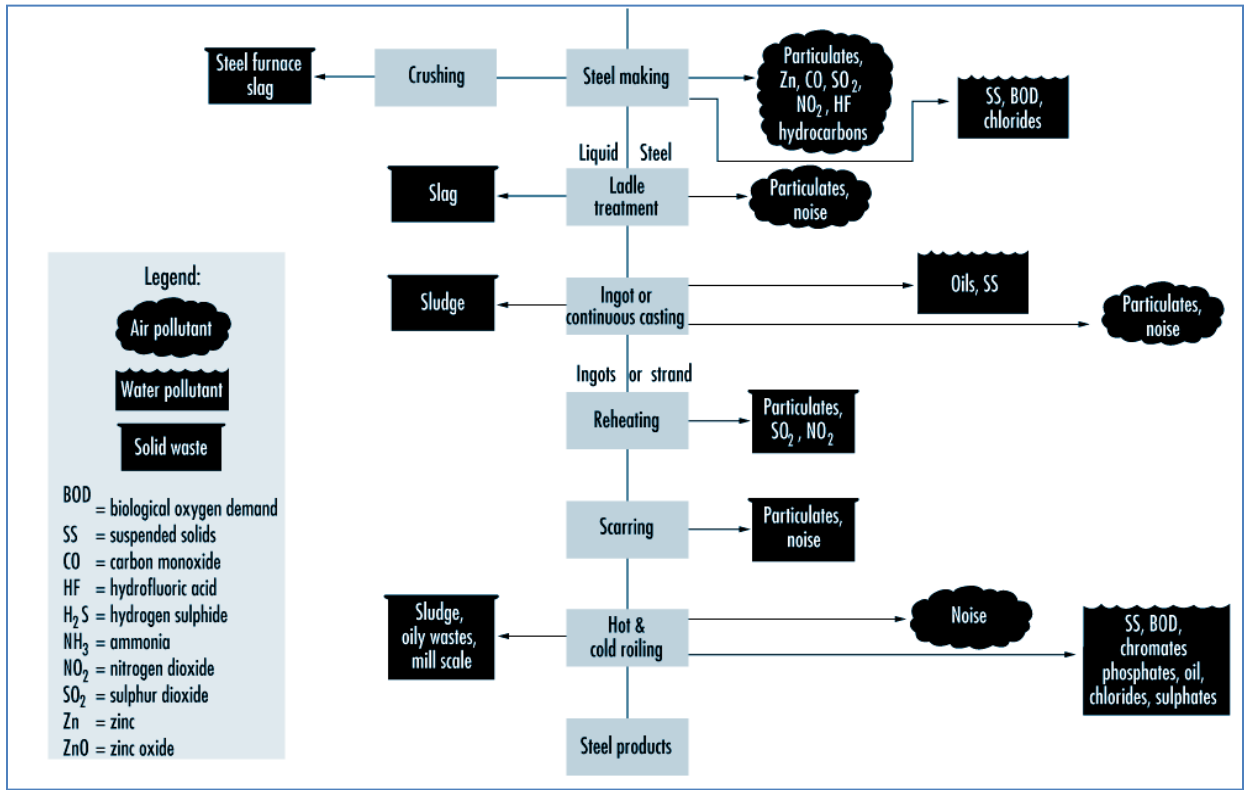 Steel furnace
slag
Crushing
Steel making
Particulates,
Zn, CO, SO₂,
NO₂ , HF
hydrocarbons
SS, BOD,
chlorides
Liquid Steel
Slag
Ladle
treatment
Particulates,
noise
Sludge
Ingot or
continuous casting
Oils, SS
Particulates,
noise
Ingots or strand
Reheating
Particulates,
SO₂ , NO₂
Scarring
Particulates,
noise
Sludge,
oily wastes,
mill scale
Hot &
cold roiling
Noise
SS, BOD,
chromates
phosphates, oil,
chlorides, sulphates
Steel products
Legend:
Air pollutant
Water pollutant
Solid waste
BOD = biological oxygen demand
SS = suspended solids
CO = carbon monoxide
HF = hydrofluoric acid
H₂S = hydrogen sulphide
NH₃ = ammonia
NO₂ = nitrogen dioxide
SO₂ = sulphur dioxide
Zn = zinc
ZnO = zinc oxide